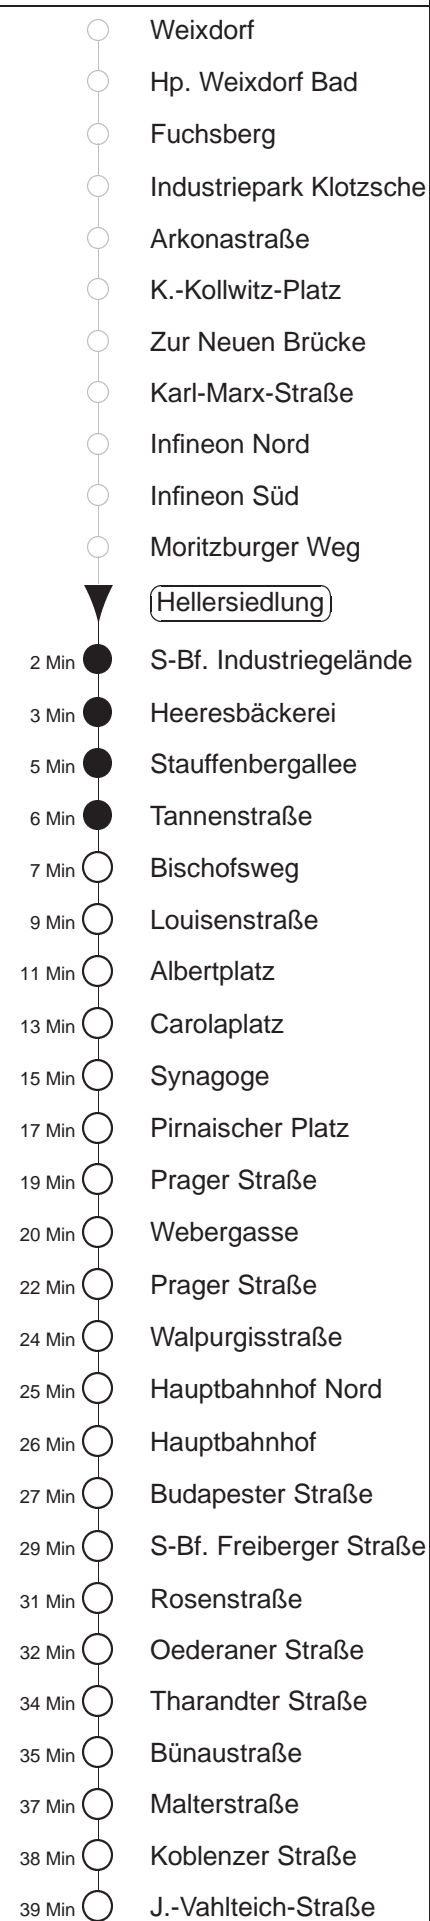 Weixdorf
Hp. Weixdorf Bad
Fuchsberg
Industriepark Klotzsche
Arkonastraße
K.-Kollwitz-Platz
Zur Neuen Brücke
Karl-Marx-Straße
Infineon Nord
Infineon Süd
Moritzburger Weg
Hellersiedlung
2 Min S-Bf. Industriegelände
3 Min Heeresbäckerei
5 Min Stauffenbergallee
6 Min Tannenstraße
7 Min Bischofsweg
9 Min Louisenstraße
11 Min Albertplatz
13 Min Carolaplatz
15 Min Synagoge
17 Min Pirnaischer Platz
19 Min Prager Straße
20 Min Webergasse
22 Min Prager Straße
24 Min Walpurgisstraße
25 Min Hauptbahnhof Nord
26 Min Hauptbahnhof
27 Min Budapester Straße
29 Min S-Bf. Freiberger Straße
31 Min Rosenstraße
32 Min Oederaner Straße
34 Min Tharandter Straße
35 Min Bünaustraße
37 Min Malterstraße
38 Min Koblenzer Straße
39 Min J.-Vahlteich-Straße